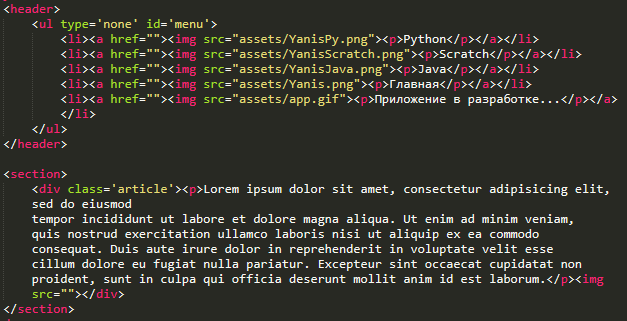 <header>
    <ul type='none' id='menu'>
        <li><a href=""><img src="assets/YanisPy.png"><p>Python</p></a></li>
        <li><a href=""><img src="assets/YanisScratch.png"><p>Scratch</p></a></li>
        <li><a href=""><img src="assets/YanisJava.png"><p>Java</p></a></li>
        <li><a href=""><img src="assets/Yanis.png"><p>Главная</p></a></li>
        <li><a href=""><img src="assets/app.gif"><p>Приложение в разработке...</p></a>
        </li>
    </ul>
</header>

<section>
    <div class='article'><p>Lorem ipsum dolor sit amet, consectetur adipisicing elit,
    sed do eiusmod
    tempor incididunt ut labore et dolore magna aliqua. Ut enim ad minim veniam,
    quis nostrud exercitation ullamco laboris nisi ut aliquip ex ea commodo
    consequat. Duis aute irure dolor in reprehenderit in voluptate velit esse
    cillum dolore eu fugiat nulla pariatur. Excepteur sint occaecat cupidatat non
    proident, sunt in culpa qui officia deserunt mollit anim id est laborum.</p><img
    src=""></div>
</section>